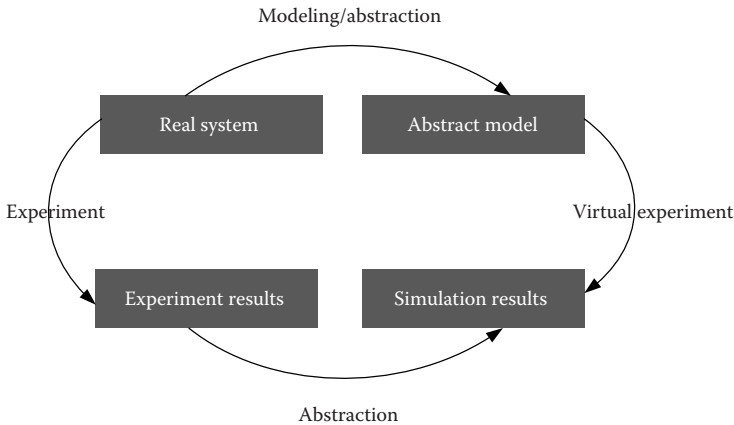 Modeling/abstraction
Real system
Abstract model
Experiment
Virtual experiment
Experiment results
Simulation results
Abstraction